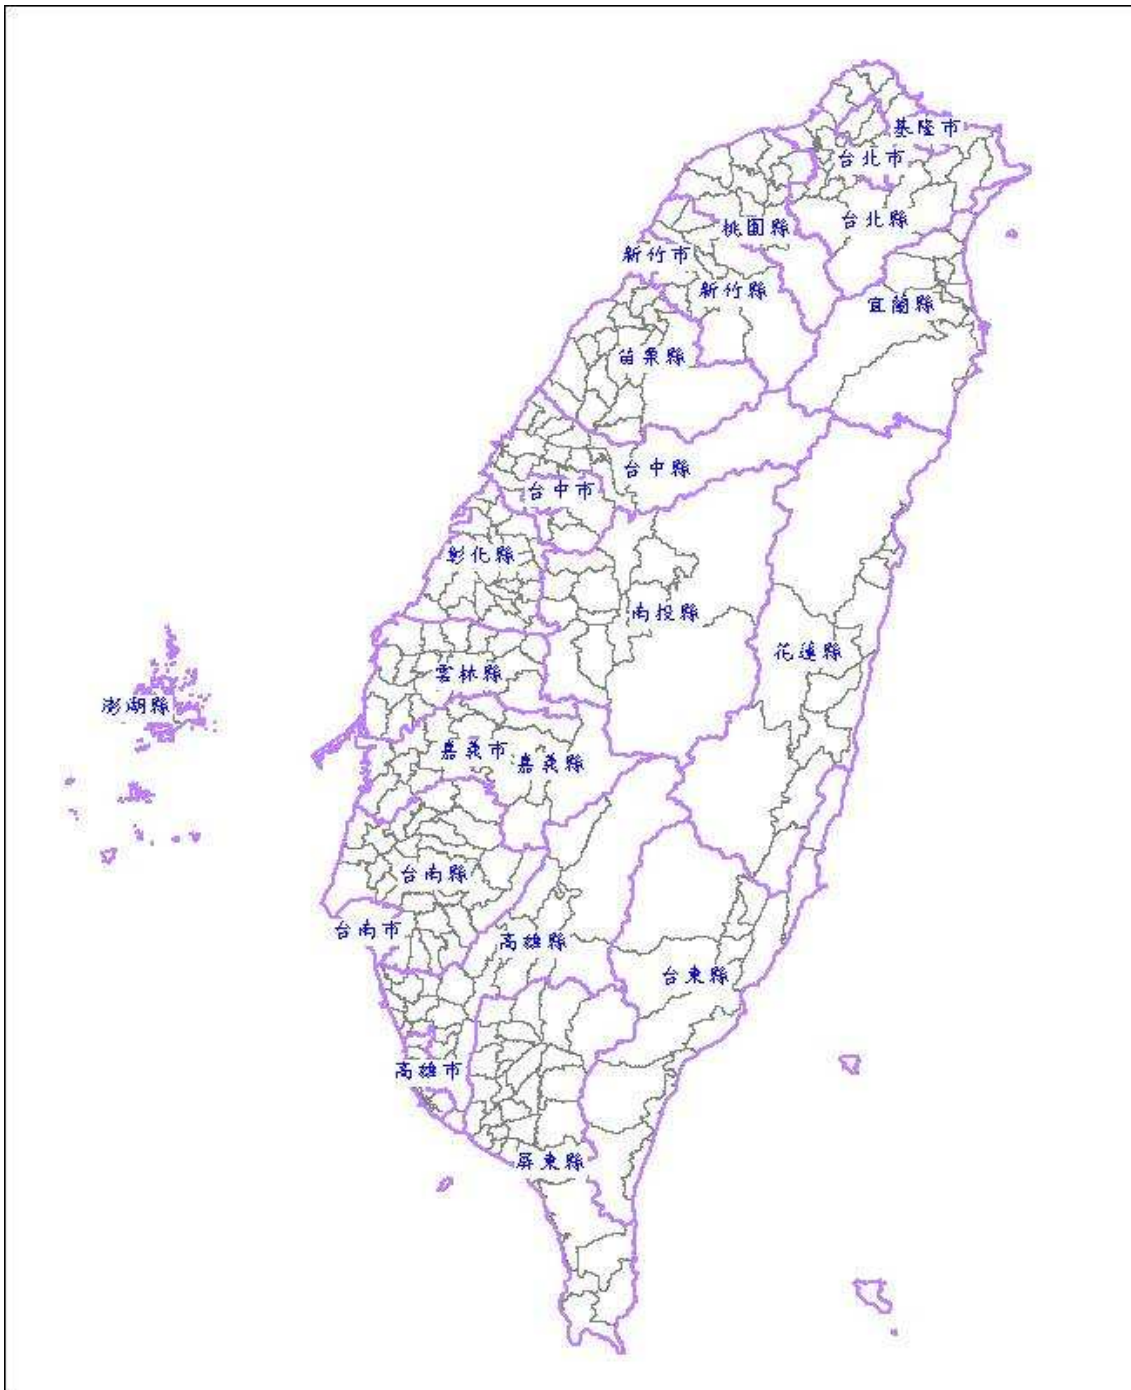 基隆市
台北市
台北縣
桃園縣
新竹市
新竹縣
宜蘭縣
苗栗縣
台中縣
台中市
彰化縣
南投縣
花蓮縣
雲林縣
澎湖縣
嘉義市
嘉義縣
台南縣
台南市
高雄縣
台東縣
高雄市
屏東縣